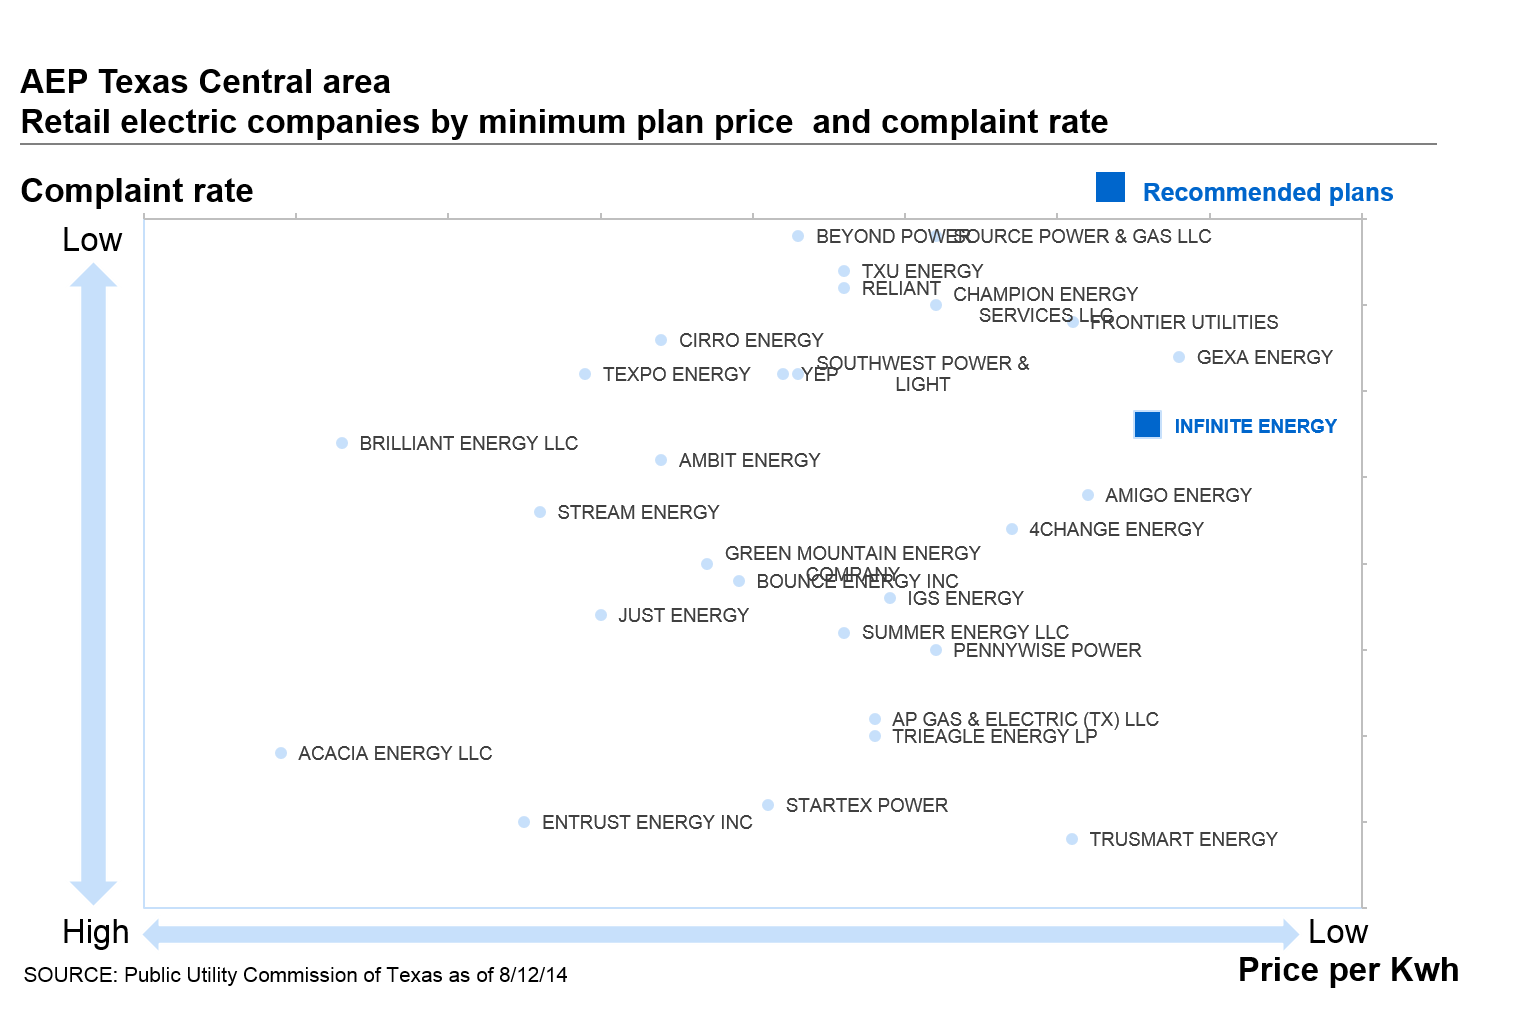 AEP Texas Central area
Retail electric companies by minimum plan price  and complaint rate
Complaint rate
Recommended plans
Low
BEYOND POWER
SOURCE POWER & GAS LLC
TXU ENERGY
RELIANT
CHAMPION ENERGY
SERVICES LLC
FRONTIER UTILITIES
CIRRO ENERGY
GEXA ENERGY
SOUTHWEST POWER &
LIGHT
TEXPO ENERGY
YEP
INFINITE ENERGY
BRILLIANT ENERGY LLC
AMBIT ENERGY
AMIGO ENERGY
STREAM ENERGY
4CHANGE ENERGY
GREEN MOUNTAIN ENERGY
COMPANY
BOUNCE ENERGY INC
IGS ENERGY
JUST ENERGY
SUMMER ENERGY LLC
PENNYWISE POWER
AP GAS & ELECTRIC (TX) LLC
TRIEAGLE ENERGY LP
ACACIA ENERGY LLC
STARTEX POWER
ENTRUST ENERGY INC
TRUSMART ENERGY
High
Low
Price per Kwh
SOURCE: Public Utility Commission of Texas as of 8/12/14